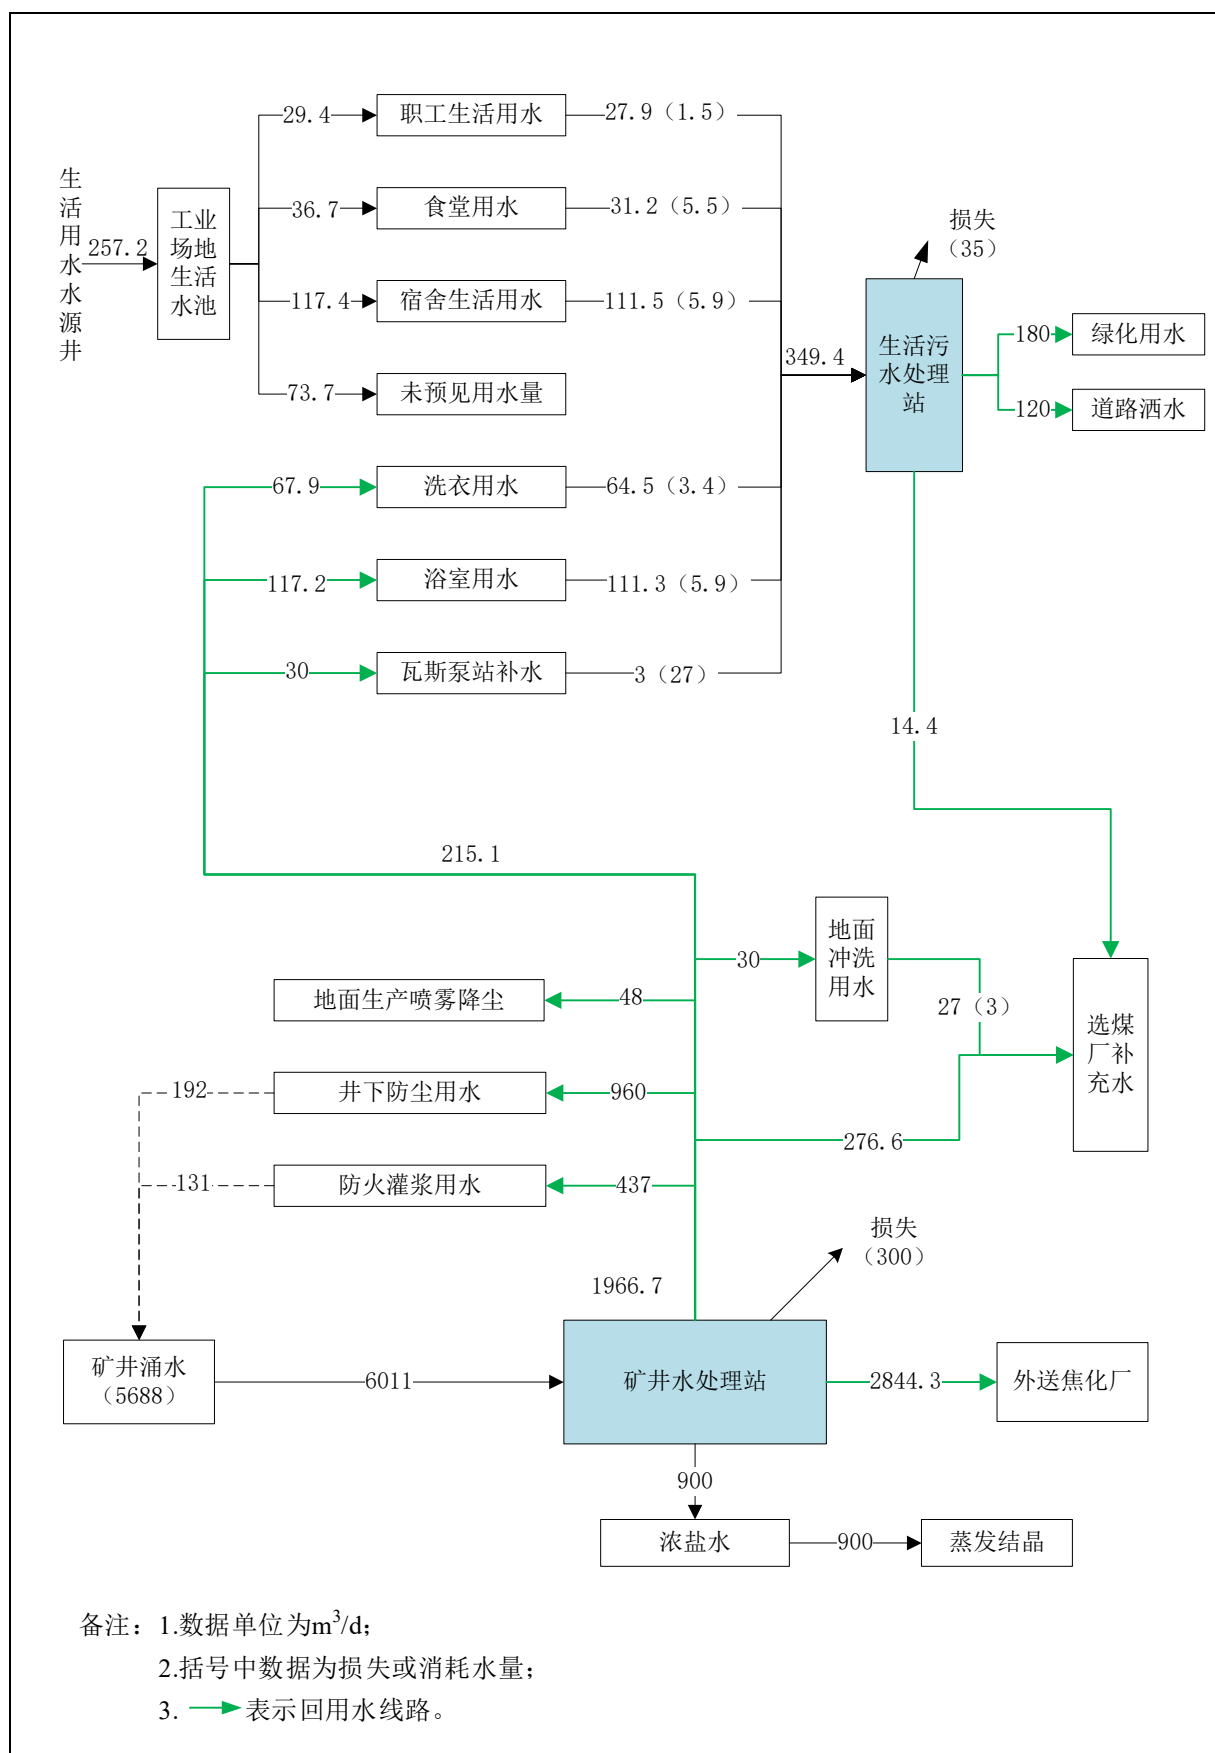 29.4
职工生活用水
27.9（1.5）
生活用水水源井
257.2
工业
场地
生活
水池
36.7
食堂用水
31.2（5.5）
损失
（35）
117.4
宿舍生活用水
111.5（5.9）
349.4
生活污
水处理
站
180
绿化用水
73.7
未预见用水量
120
道路洒水
67.9
洗衣用水
64.5（3.4）
117.2
浴室用水
111.3（5.9）
30
瓦斯泵站补水
3（27）
14.4
215.1
30
地面
冲洗
用水
地面生产喷雾降尘
48
27（3）
选煤
厂补
充水
192
井下防尘用水
960
276.6
131
防火灌浆用水
437
损失
（300）
1966.7
矿井涌水
（5688）
6011
矿井水处理站
2844.3
外送焦化厂
900
浓盐水
900
蒸发结晶
备注：1.数据单位为m³/d；
2.括号中数据为损失或消耗水量；
3. 表示回用水线路。